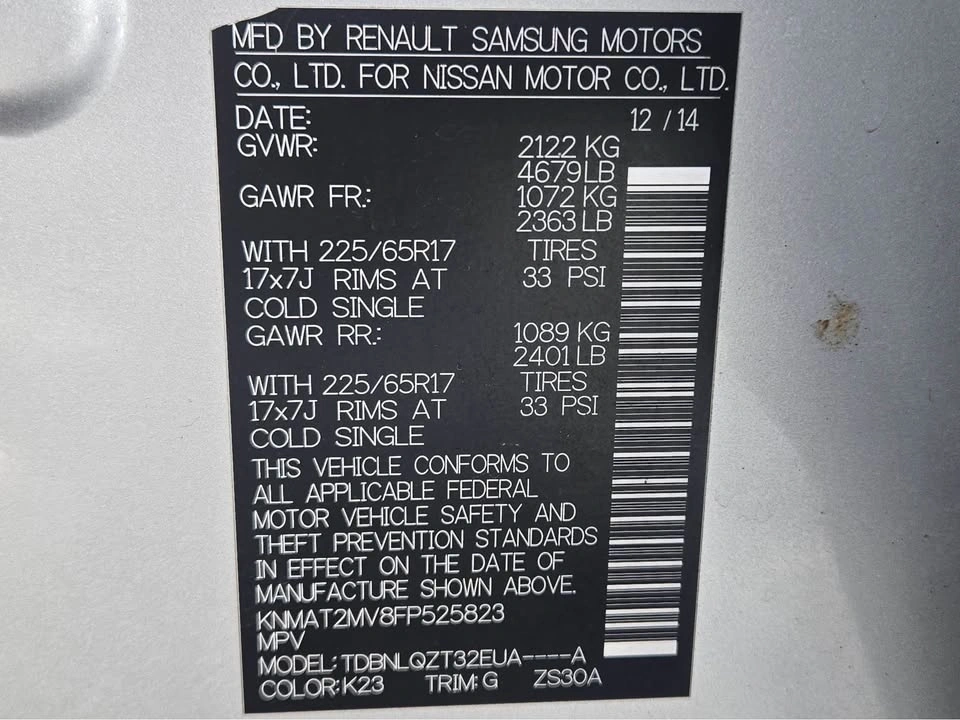 MFD BY RENAULT SAMSUNG MOTORS
CO., LTD. FOR NISSAN MOTOR CO., LTD.
DATE: 12 / 14
GVWR: 2122 KG
4679 LB
GAWR FR.: 1072 KG
2363 LB
WITH 225/65R17 TIRES
17x7J RIMS AT 33 PSI
COLD SINGLE
GAWR RR.: 1089 KG
2401 LB
WITH 225/65R17 TIRES
17x7J RIMS AT 33 PSI
COLD SINGLE
THIS VEHICLE CONFORMS TO
ALL APPLICABLE FEDERAL
MOTOR VEHICLE SAFETY AND
THEFT PREVENTION STANDARDS
IN EFFECT ON THE DATE OF
MANUFACTURE SHOWN ABOVE.
KNMAT2MV8FP525823
MPV
MODEL: TDBNLQZT32EUA----A
COLOR: K23 TRIM: G ZS30A